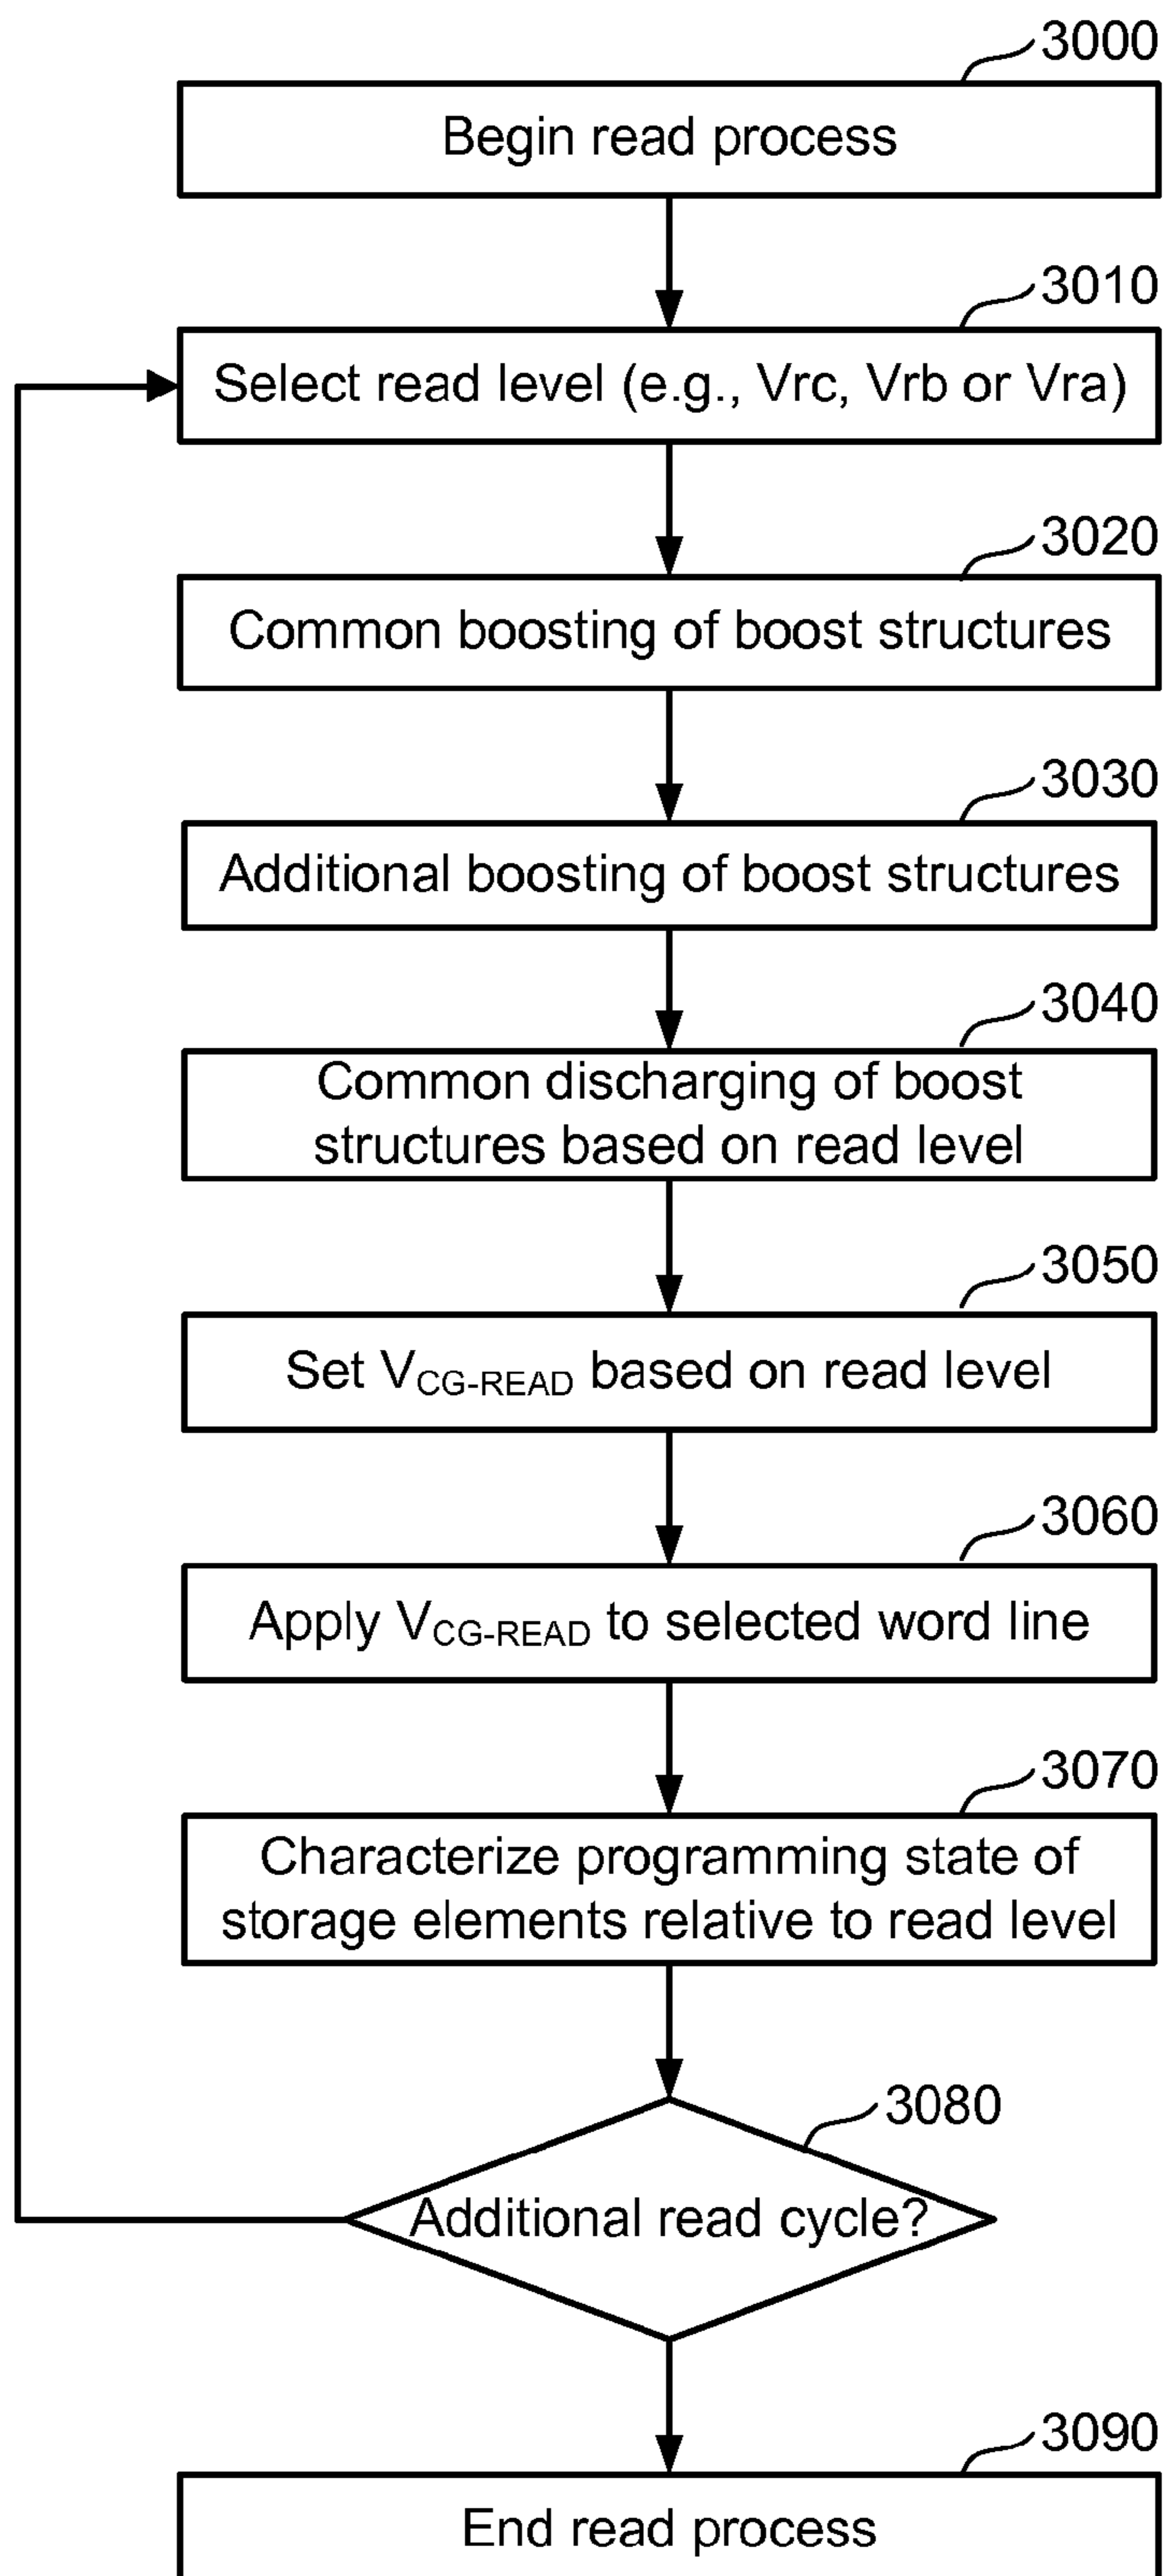 3000
Begin read process
3010
Select read level (e.g., Vrc, Vrb or Vra)
3020
Common boosting of boost structures
3030
Additional boosting of boost structures
3040
Common discharging of boost
structures based on read level
3050
Set VCG-READ based on read level
3060
Apply VCG-READ to selected word line
3070
Characterize programming state of
storage elements relative to read level
3080
Additional read cycle?
3090
End read process